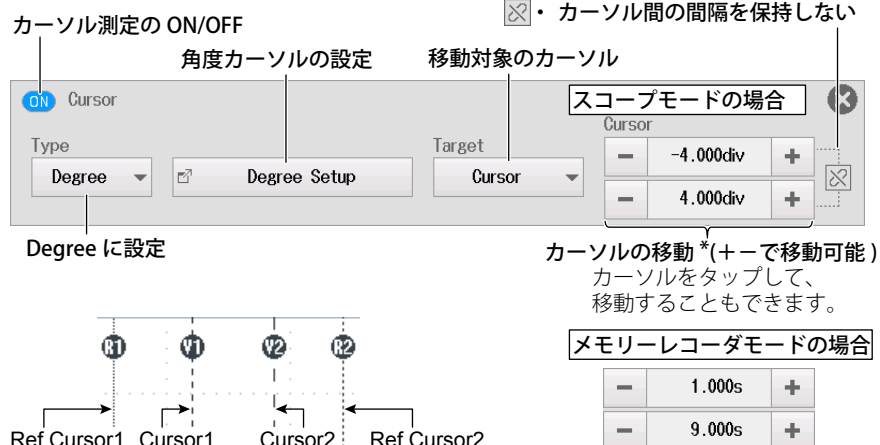 カーソル測定の ON/OFF
・ カーソル間の間隔を保持しない
角度カーソルの設定
移動対象のカーソル
ON Cursor
スコープモードの場合
Cursor
Type
Target
Degree
Degree Setup
Cursor
− -4.000div +
− 4.000div +
Degree に設定
カーソルの移動 *(＋−で移動可能 )
カーソルをタップして、
移動することもできます。
R1 V1 V2 R2
メモリーレコーダモードの場合
− 1.000s +
− 9.000s +
Ref Cursor1 Cursor1 Cursor2 Ref Cursor2